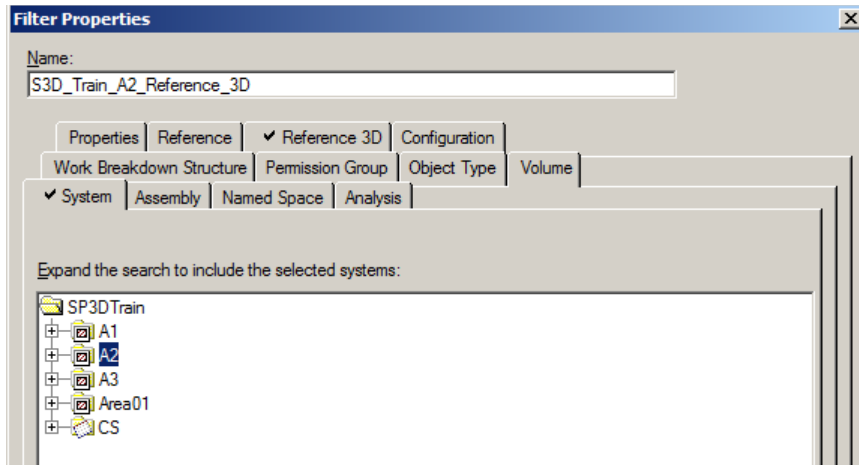 Filter Properties
Name:
S3D_Train_A2_Reference_3D
Properties Reference Reference 3D Configuration
Work Breakdown Structure Permission Group Object Type Volume
System Assembly Named Space Analysis
Expand the search to include the selected systems:
SP3DTrain
A1
A2
A3
Area01
CS